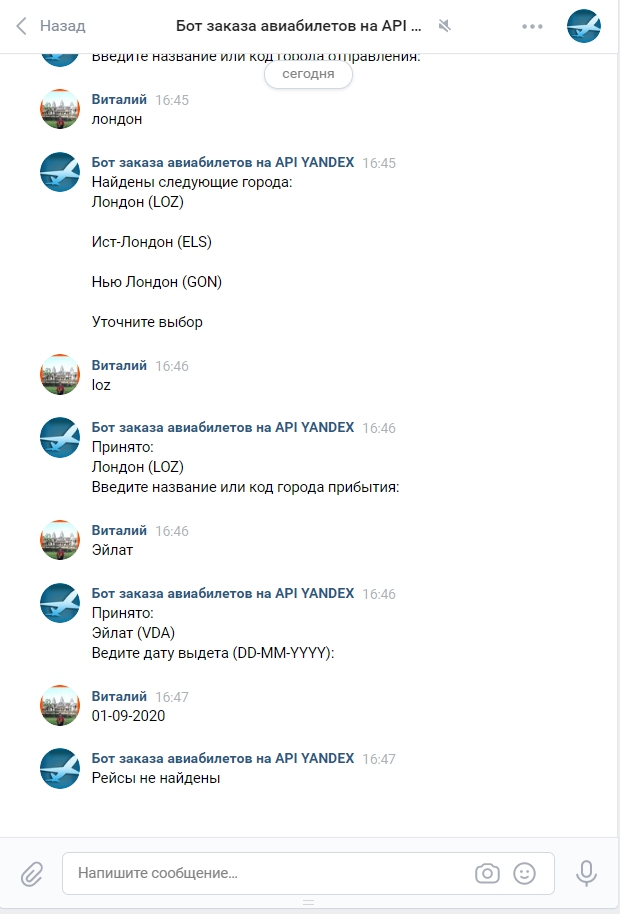 Назад
Бот заказа авиабилетов на API ...
Введите название или код города отправления:
сегодня
Виталий 16:45
лондон
Бот заказа авиабилетов на API YANDEX 16:45
Найдены следующие города:
Лондон (LOZ)
Ист-Лондон (ELS)
Нью Лондон (GON)
Уточните выбор
Виталий 16:46
loz
Бот заказа авиабилетов на API YANDEX 16:46
Принято:
Лондон (LOZ)
Введите название или код города прибытия:
Виталий 16:46
Эйлат
Бот заказа авиабилетов на API YANDEX 16:46
Принято:
Эйлат (VDA)
Ведите дату выдета (DD-MM-YYYY):
Виталий 16:47
01-09-2020
Бот заказа авиабилетов на API YANDEX 16:47
Рейсы не найдены
Напишите сообщение...